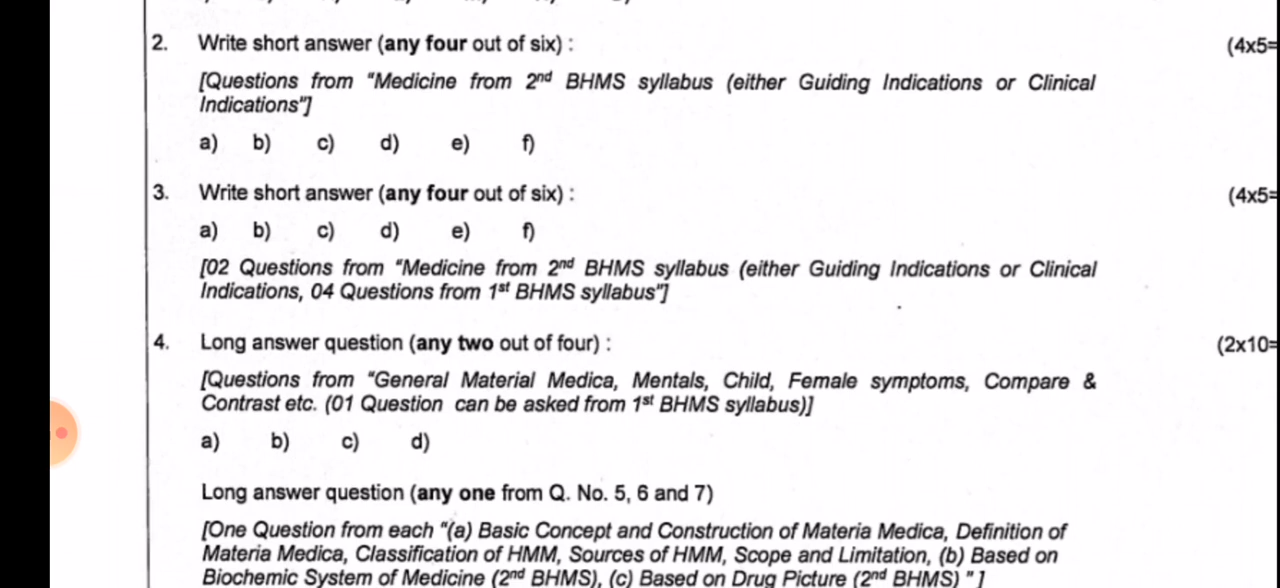 2. Write short answer (any four out of six) : (4x5=
[Questions from "Medicine from 2nd BHMS syllabus (either Guiding Indications or Clinical
Indications"]
a) b) c) d) e) f)
3. Write short answer (any four out of six) : (4x5=
a) b) c) d) e) f)
[02 Questions from "Medicine from 2nd BHMS syllabus (either Guiding Indications or Clinical
Indications, 04 Questions from 1st BHMS syllabus"]
4. Long answer question (any two out of four) : (2x10=
[Questions from "General Material Medica, Mentals, Child, Female symptoms, Compare &
Contrast etc. (01 Question can be asked from 1st BHMS syllabus)]
a) b) c) d)
Long answer question (any one from Q. No. 5, 6 and 7)
[One Question from each "(a) Basic Concept and Construction of Materia Medica, Definition of
Materia Medica, Classification of HMM, Sources of HMM, Scope and Limitation, (b) Based on
Biochemic System of Medicine (2nd BHMS), (c) Based on Drug Picture (2nd BHMS) "]